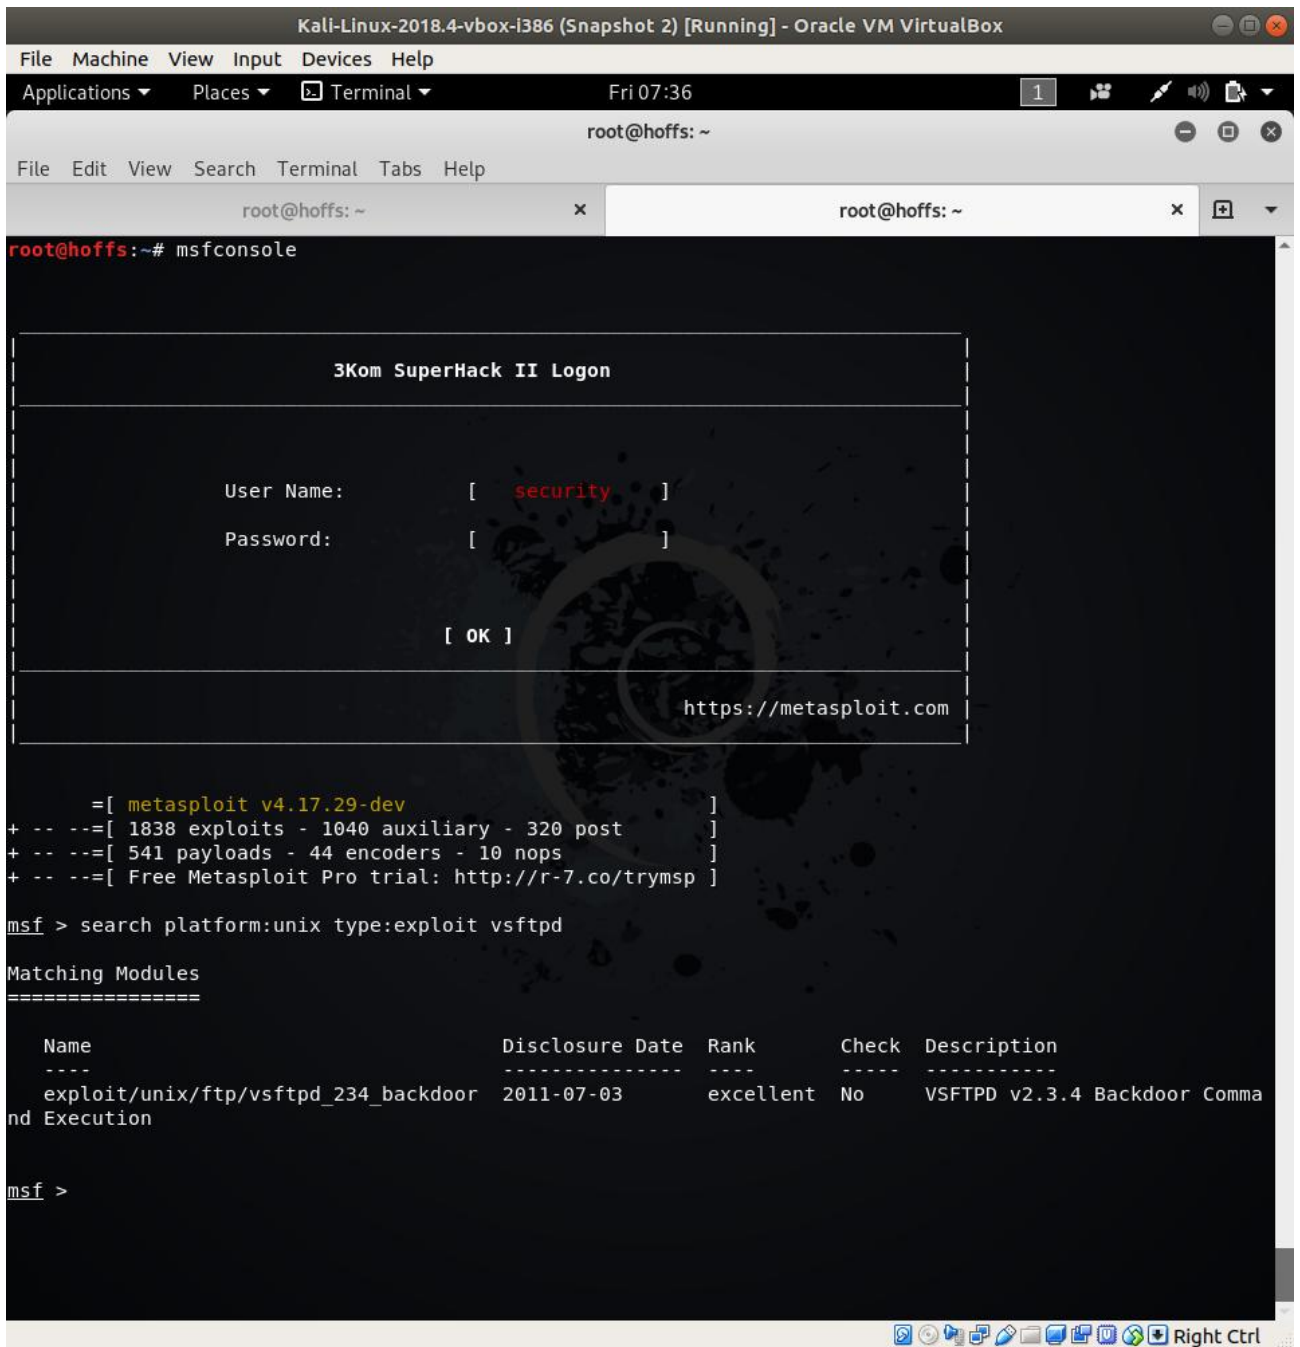 Kali-Linux-2018.4-vbox-i386 (Snapshot 2) [Running] - Oracle VM VirtualBox
File Machine View Input Devices Help
Applications Places Terminal Fri 07:36 1
root@hoffs: ~
File Edit View Search Terminal Tabs Help
root@hoffs: ~ root@hoffs: ~
root@hoffs:~# msfconsole
3Kom SuperHack II Logon
User Name: [ security ]
Password: [ ]
[ OK ]
https://metasploit.com
=[ metasploit v4.17.29-dev ]
+ -- --=[ 1838 exploits - 1040 auxiliary - 320 post ]
+ -- --=[ 541 payloads - 44 encoders - 10 nops ]
+ -- --=[ Free Metasploit Pro trial: http://r-7.co/trymsp ]
msf > search platform:unix type:exploit vsftpd
Matching Modules
================
Name Disclosure Date Rank Check Description
---- --------------- ---- ----- -----------
exploit/unix/ftp/vsftpd_234_backdoor 2011-07-03 excellent No VSFTPD v2.3.4 Backdoor Comma
nd Execution
msf >
Right Ctrl